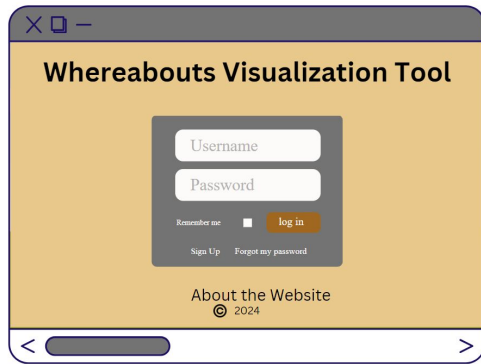 Whereabouts Visualization Tool
Username
Password
Remember me log in
Sign Up Forgot my password
About the Website
© 2024